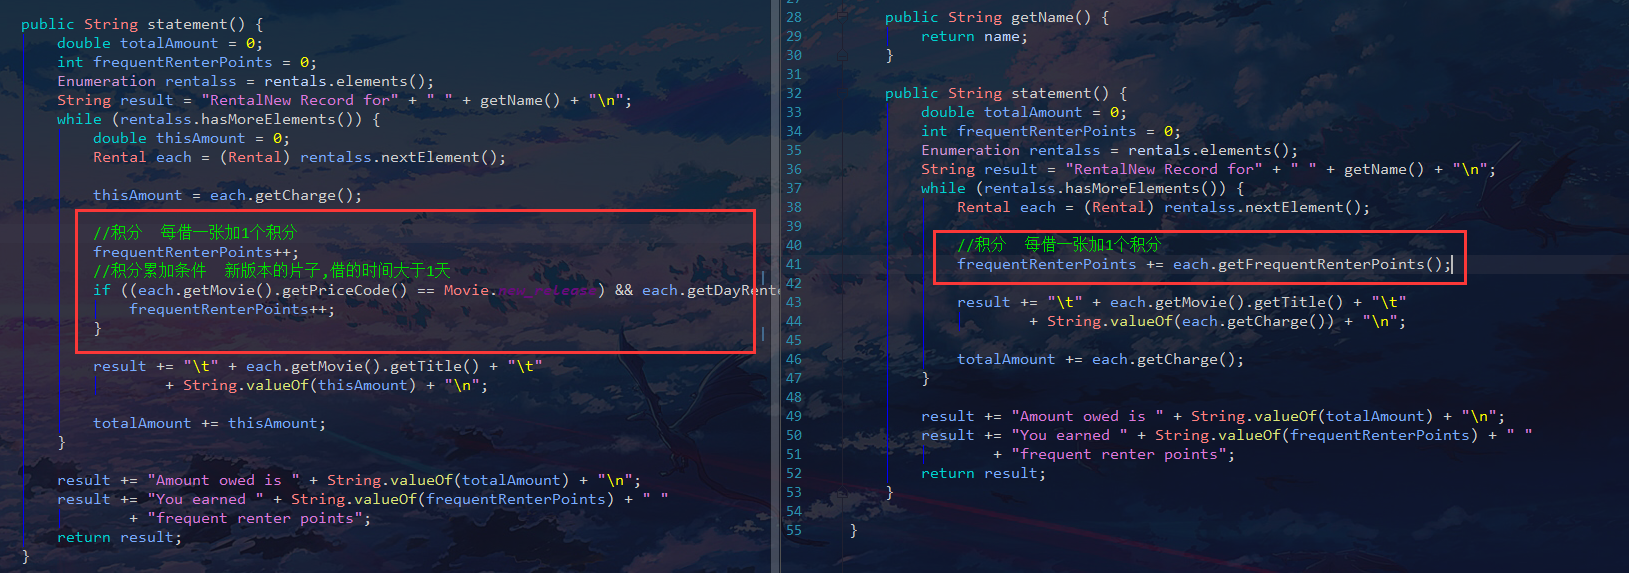 public String statement() {
double totalAmount = 0;
int frequentRenterPoints = 0;
Enumeration rentalss = rentals.elements();
String result = "RentalNew Record for" + " " + getName() + "\n";
while (rentalss.hasMoreElements()) {
double thisAmount = 0;
Rental each = (Rental) rentalss.nextElement();
thisAmount = each.getCharge();
//积分  每借一张加1个积分
frequentRenterPoints++;
//积分累加条件  新版本的片子,借的时间大于1天
if ((each.getMovie().getPriceCode() == Movie.new_release) && each.getDayRente
frequentRenterPoints++;
}
result += "\t" + each.getMovie().getTitle() + "\t"
+ String.valueOf(thisAmount) + "\n";
totalAmount += thisAmount;
}
result += "Amount owed is " + String.valueOf(totalAmount) + "\n";
result += "You earned " + String.valueOf(frequentRenterPoints) + " "
+ "frequent renter points";
return result;
}
28 public String getName() {
29 return name;
30 }
31
32 public String statement() {
33 double totalAmount = 0;
34 int frequentRenterPoints = 0;
35 Enumeration rentalss = rentals.elements();
36 String result = "RentalNew Record for" + " " + getName() + "\n";
37 while (rentalss.hasMoreElements()) {
38 Rental each = (Rental) rentalss.nextElement();
39
40 //积分  每借一张加1个积分
41 frequentRenterPoints += each.getFrequentRenterPoints();
42
43 result += "\t" + each.getMovie().getTitle() + "\t"
44 + String.valueOf(each.getCharge()) + "\n";
45
46 totalAmount += each.getCharge();
47 }
48
49 result += "Amount owed is " + String.valueOf(totalAmount) + "\n";
50 result += "You earned " + String.valueOf(frequentRenterPoints) + " "
51 + "frequent renter points";
52 return result;
53 }
54
55 }